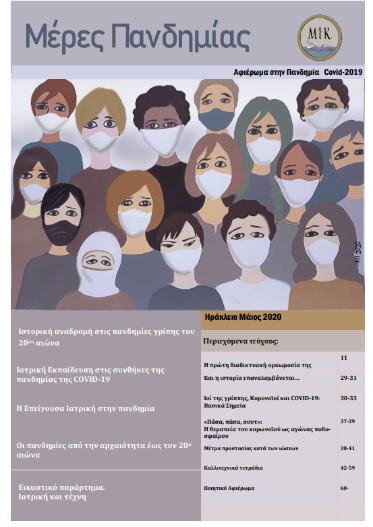 Μέρες Πανδημίας
ΜΙΚ
Αφιέρωμα στην Πανδημία Covid-2019
Ιστορική αναδρομή στις πανδημίες γρίπης του
20ου αιώνα
Ιατρική Εκπαίδευση στις συνθήκες της
πανδημίας της COVID-19
Η Επείγουσα Ιατρική στην πανδημία
Οι πανδημίες από την αρχαιότητα έως τον 20ο
αιώνα
Εικαστικό παράρτημα.
Ιατρική και τέχνη
Ηράκλειο Μάιος 2020
Περιεχόμενα τεύχους:
Η πρώτη διαδικτυακή ορκωμοσία της 11
Και η ιστορία επαναλαμβάνεται... 29-31
Ιοί της γρίπης, Κορονοϊοί και COVID-19: 30-33
Βασικά Σημεία
«Πάσα, πάσα, σουτ»: 37-39
Η θεραπεία του κορωνοϊού ως αγώνας ποδο-
σφαίρου
Μέτρα προστασίας κατά των ιώσεων 38-41
Καλλιτεχνικά τετράδια 42-59
Ποιητικό Αφιέρωμα 60-